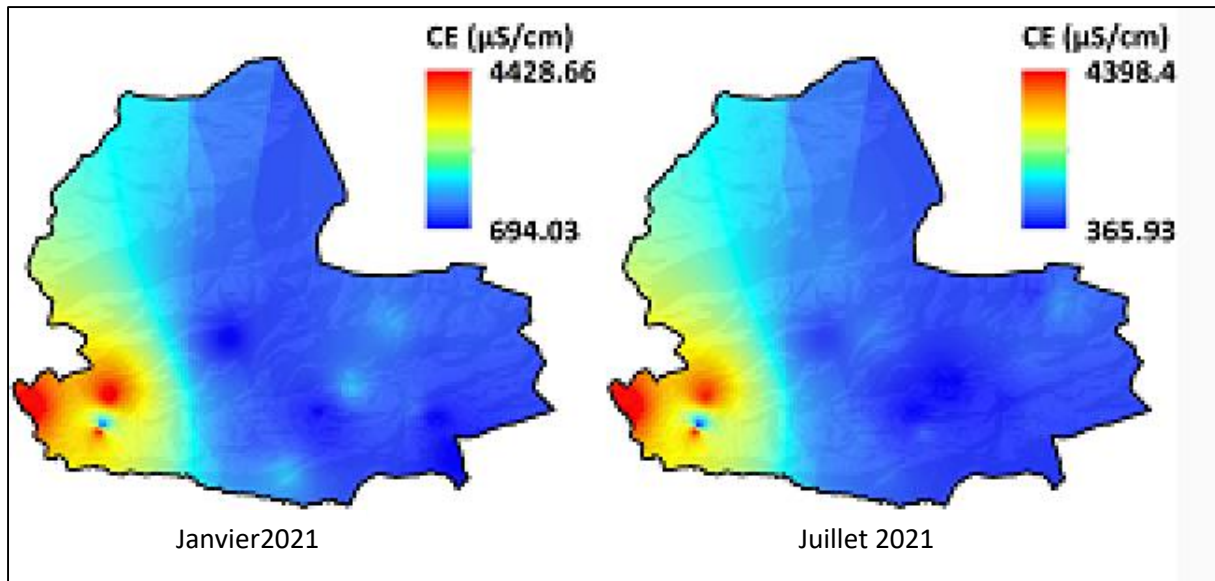 CE (µS/cm)
4428.66
694.03
Janvier2021
CE (µS/cm)
4398.4
365.93
Juillet 2021